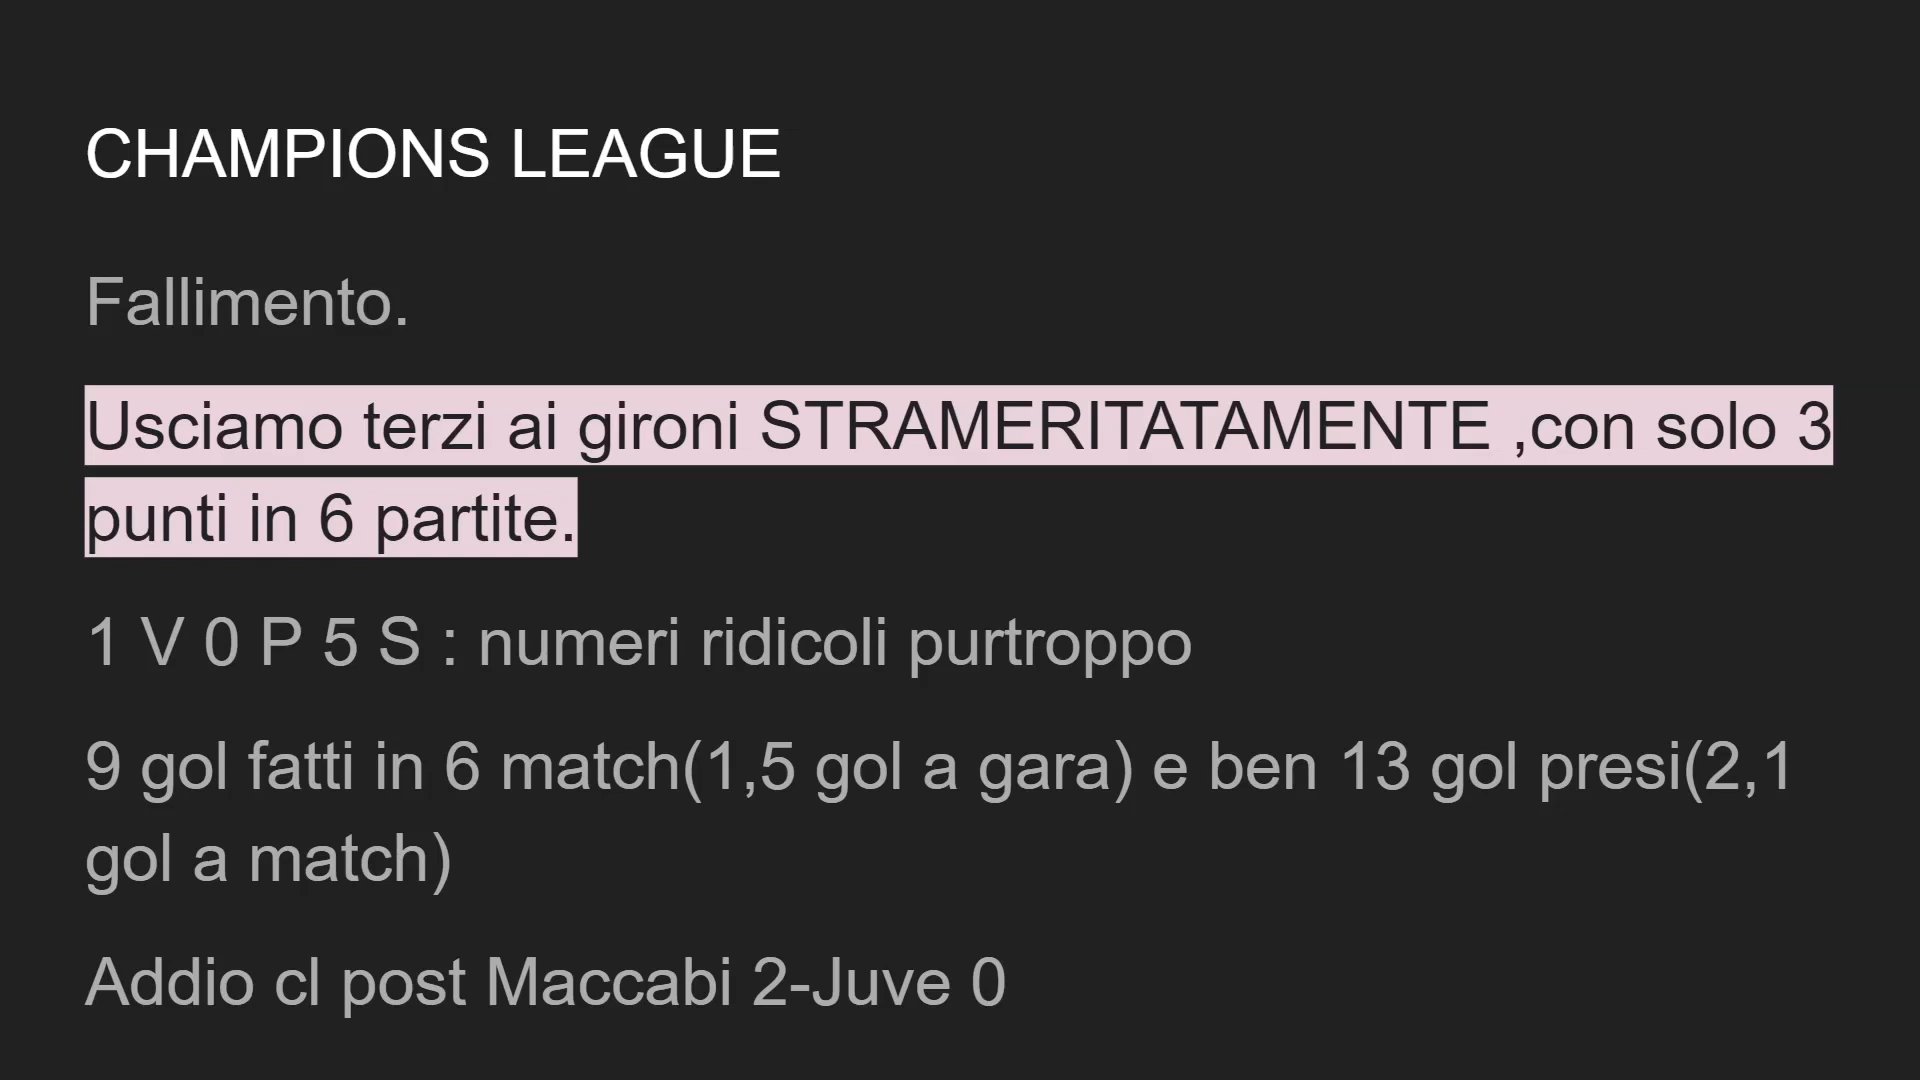 CHAMPIONS LEAGUE
Fallimento.
Usciamo terzi ai gironi STRAMERITATAMENTE ,con solo 3
punti in 6 partite.
1 V 0 P 5 S : numeri ridicoli purtroppo
9 gol fatti in 6 match(1,5 gol a gara) e ben 13 gol presi(2,1
gol a match)
Addio cl post Maccabi 2-Juve 0